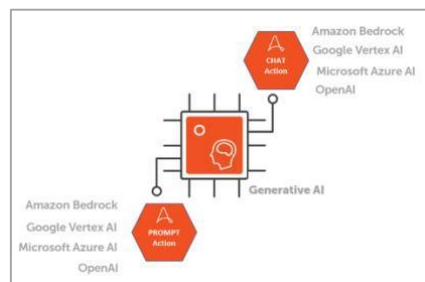 Amazon Bedrock
Google Vertex AI
Microsoft Azure AI
OpenAI
CHAT
Action
Generative AI
Amazon Bedrock
Google Vertex AI
Microsoft Azure AI
OpenAI
PROMPT
Action